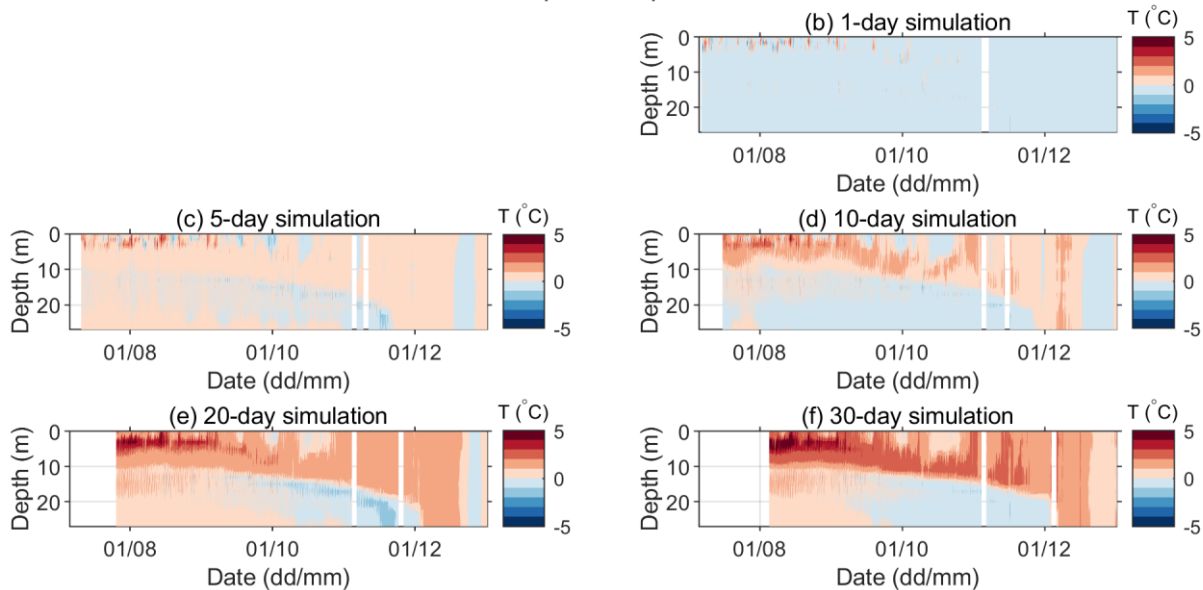 (b) 1-day simulation
T (°C)
Depth (m)
0
10
20
5
0
-5
01/08 01/10 01/12
Date (dd/mm)
(c) 5-day simulation
T (°C)
Depth (m)
0
10
20
5
0
-5
01/08 01/10 01/12
Date (dd/mm)
(d) 10-day simulation
T (°C)
Depth (m)
0
10
20
5
0
-5
01/08 01/10 01/12
Date (dd/mm)
(e) 20-day simulation
T (°C)
Depth (m)
0
10
20
5
0
-5
01/08 01/10 01/12
Date (dd/mm)
(f) 30-day simulation
T (°C)
Depth (m)
0
10
20
5
0
-5
01/08 01/10 01/12
Date (dd/mm)